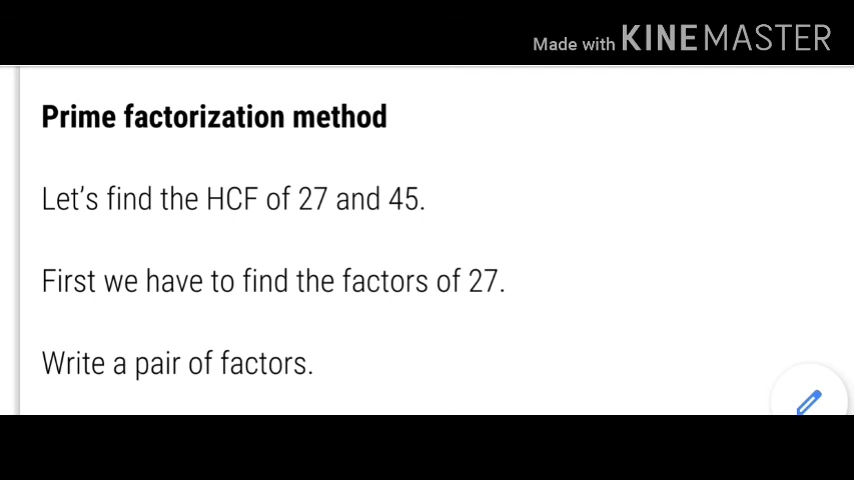 Made with KINEMASTER
Prime factorization method
Let's find the HCF of 27 and 45.
First we have to find the factors of 27.
Write a pair of factors.